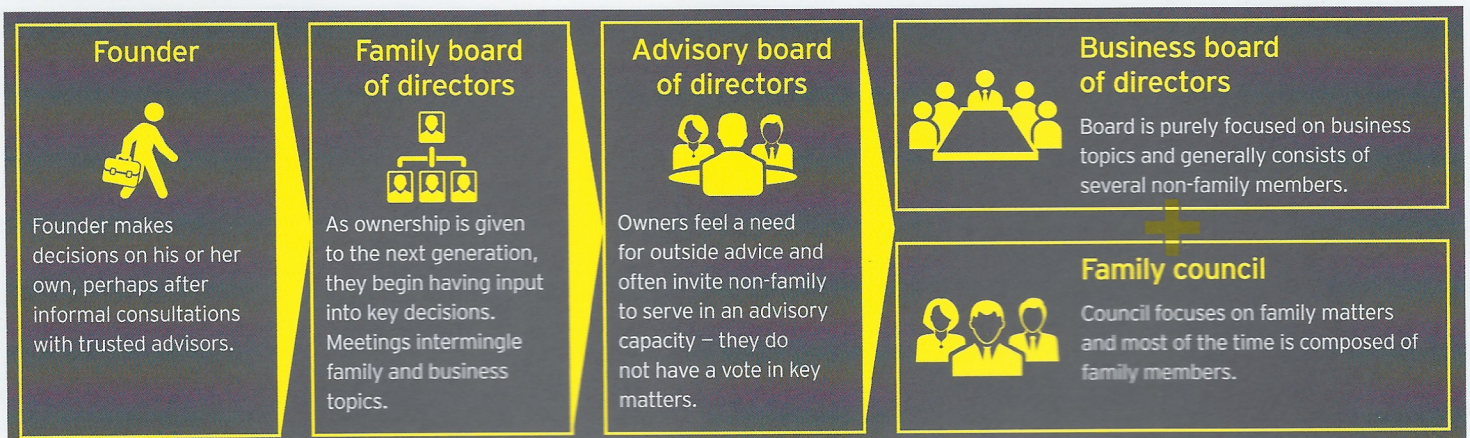 Founder
Founder makes
decisions on his or her
own, perhaps after
informal consultations
with trusted advisors.
Family board
of directors
As ownership is given
to the next generation,
they begin having input
into key decisions.
Meetings intermingle
family and business
topics.
Advisory board
of directors
Owners feel a need
for outside advice and
often invite non-family
to serve in an advisory
capacity – they do
not have a vote in key
matters.
Business board
of directors
Board is purely focused on business
topics and generally consists of
several non-family members.
+
Family council
Council focuses on family matters
and most of the time is composed of
family members.